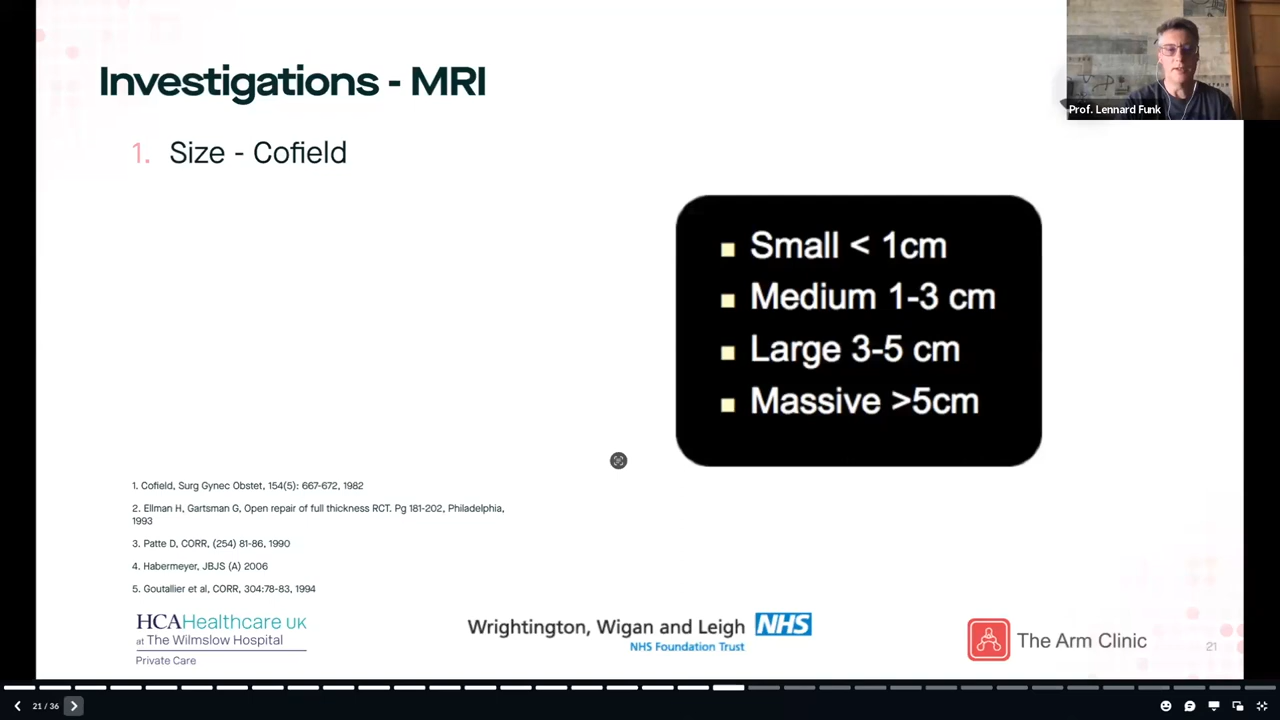 Investigations - MRI
Prof. Lennard Funk
1. Size - Cofield
Small < 1cm
Medium 1-3 cm
Large 3-5 cm
Massive >5cm
1. Cofield, Surg Gynec Obstet, 154(5): 667-672, 1982
2. Ellman H, Gartsman G, Open repair of full thickness RCT. Pg 181-202, Philadelphia,
1993
3. Patte D, CORR, (254) 81-86, 1990
4. Habermeyer, JBJS (A) 2006
5. Goutallier et al, CORR, 304:78-83, 1994
HCAHealthcare UK
at The Wilmslow Hospital
Private Care
Wrightington, Wigan and Leigh NHS
NHS Foundation Trust
The Arm Clinic
21
21 / 36